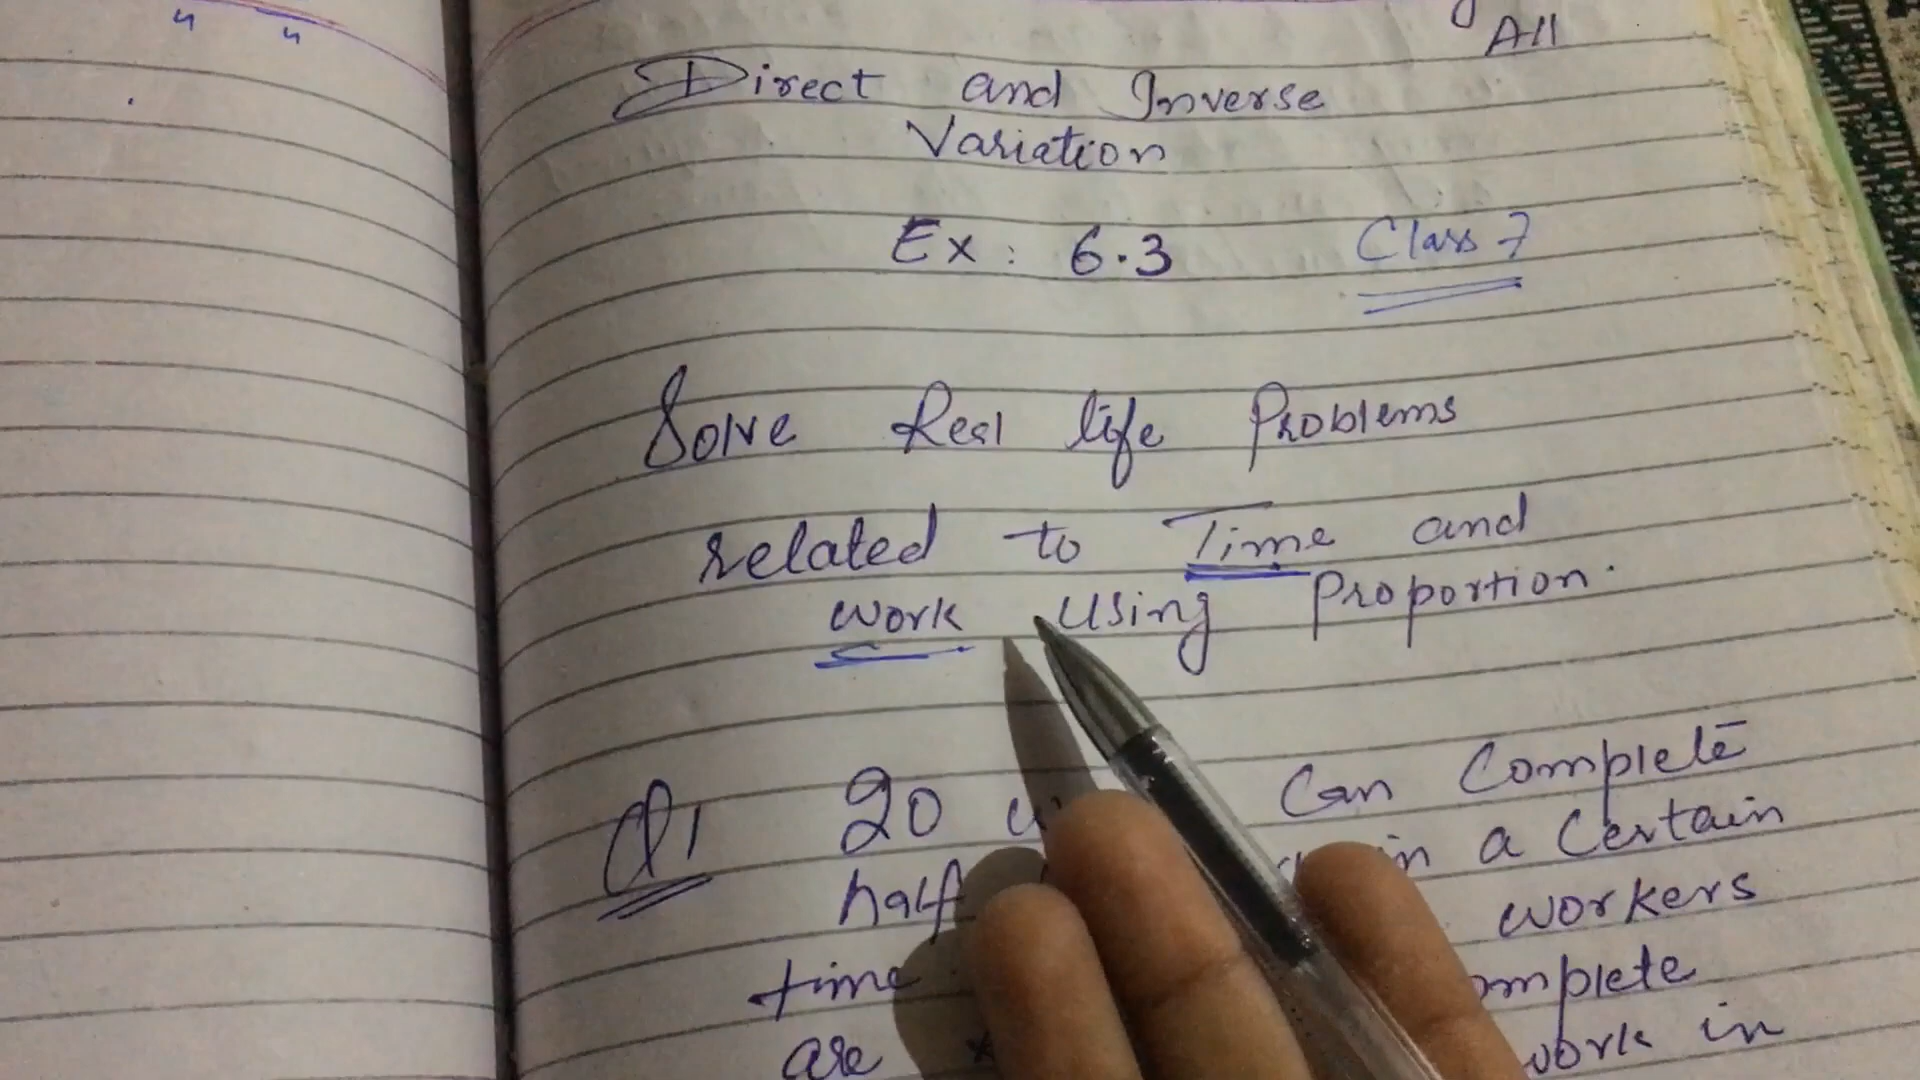 All
Direct and Inverse
Variation
Ex: 6.3 Class 7
Solve Real life Problems
related to Time and
work using Proportion.
Q1 20 Can Complete
half in a Certain
time workers
are
work in